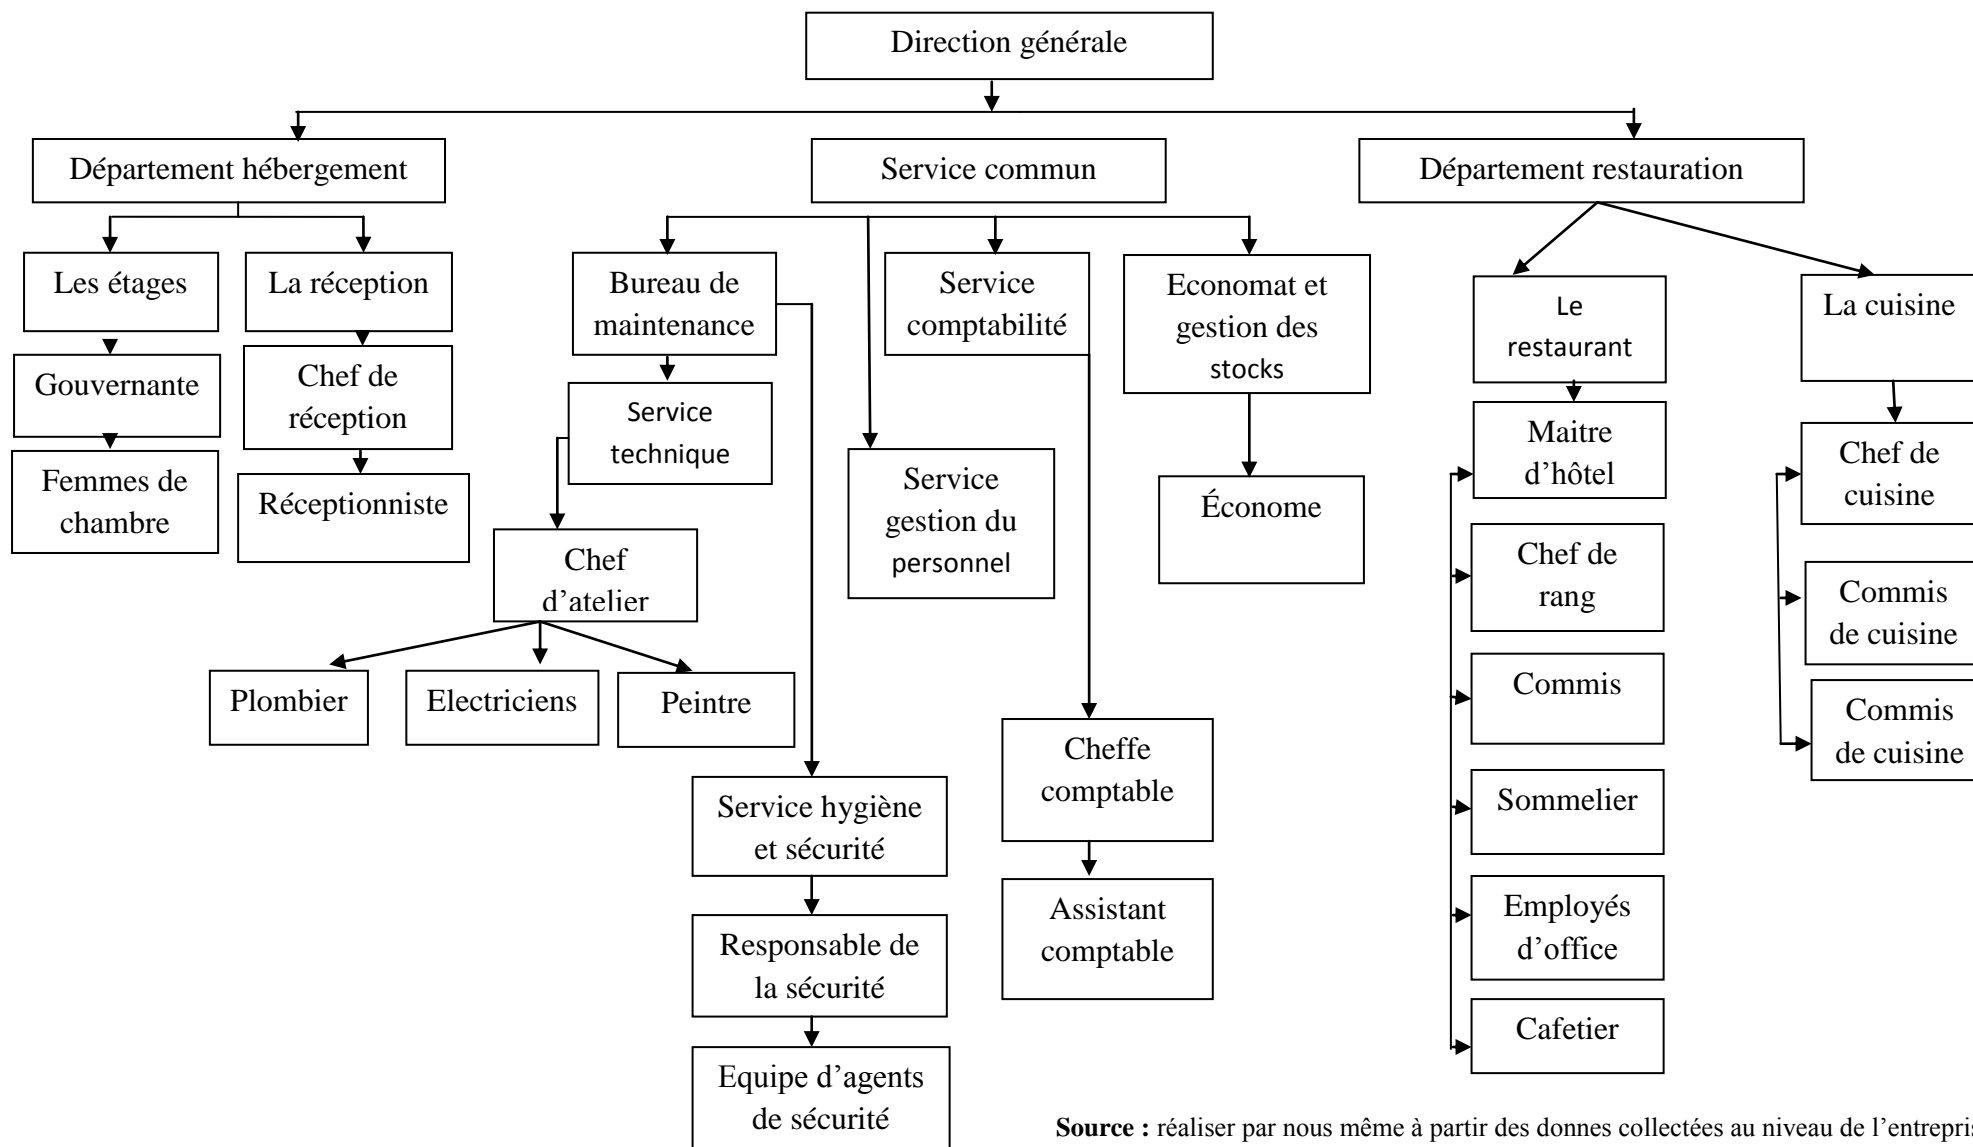 Direction générale
Département hébergement
Service commun
Département restauration
Les étages
La réception
Bureau de
maintenance
Service
comptabilité
Economat et
gestion des
stocks
Le
restaurant
La cuisine
Gouvernante
Chef de
réception
Service
technique
Maitre
d’hôtel
Chef de
cuisine
Femmes de
chambre
Réceptionniste
Service
gestion du
personnel
Économe
Chef
d’atelier
Chef de
rang
Commis
de cuisine
Plombier
Electriciens
Peintre
Commis
Commis
de cuisine
Cheffe
comptable
Service hygiène
et sécurité
Sommelier
Assistant
comptable
Employés
d’office
Responsable de
la sécurité
Cafetier
Equipe d’agents
de sécurité
Source : réaliser par nous même à partir des donnes collectées au niveau de l’entrepris